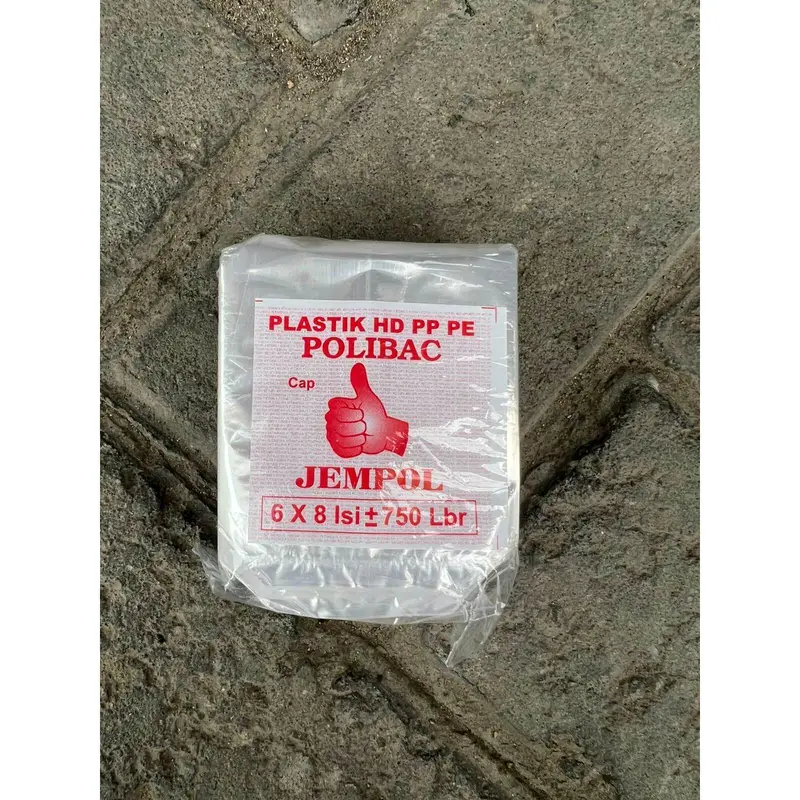 PLASTIK HD PP PE
POLIBAC
Cap
JEMPOL
6 X 8 Isi ± 750 Lbr